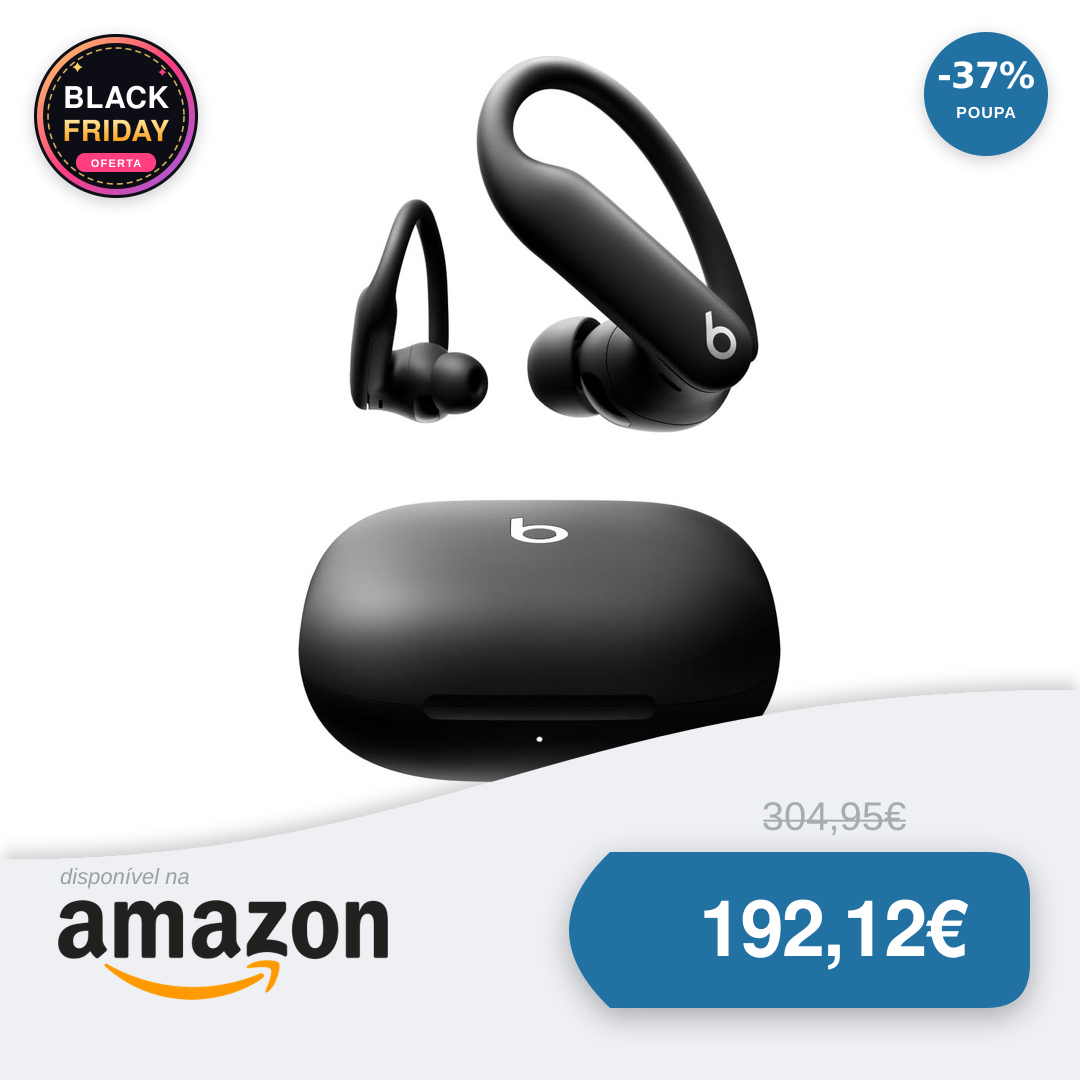 BLACK
FRIDAY
OFERTA
-37%
POUPA
304,95€
disponível na
amazon
192,12€